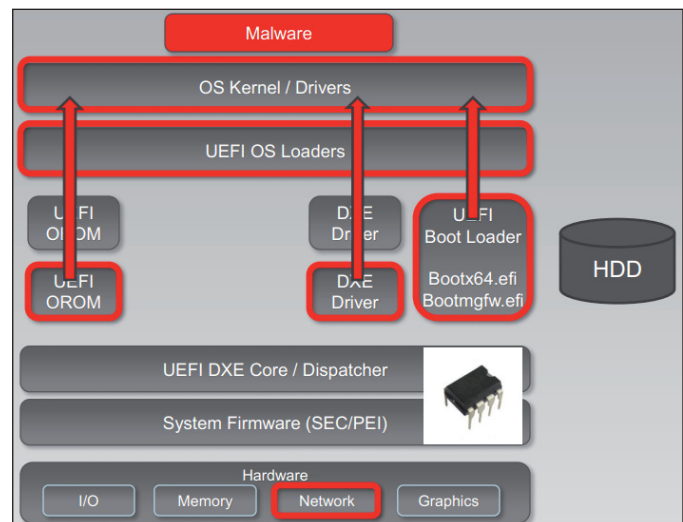 Malware
OS Kernel / Drivers
UEFI OS Loaders
UEFI
OROM
DXE
Driver
UEFI
Boot Loader
Bootx64.efi
Bootmgfw.efi
HDD
UEFI
OROM
DXE
Driver
UEFI DXE Core / Dispatcher
System Firmware (SEC/PEI)
Hardware
I/O
Memory
Network
Graphics